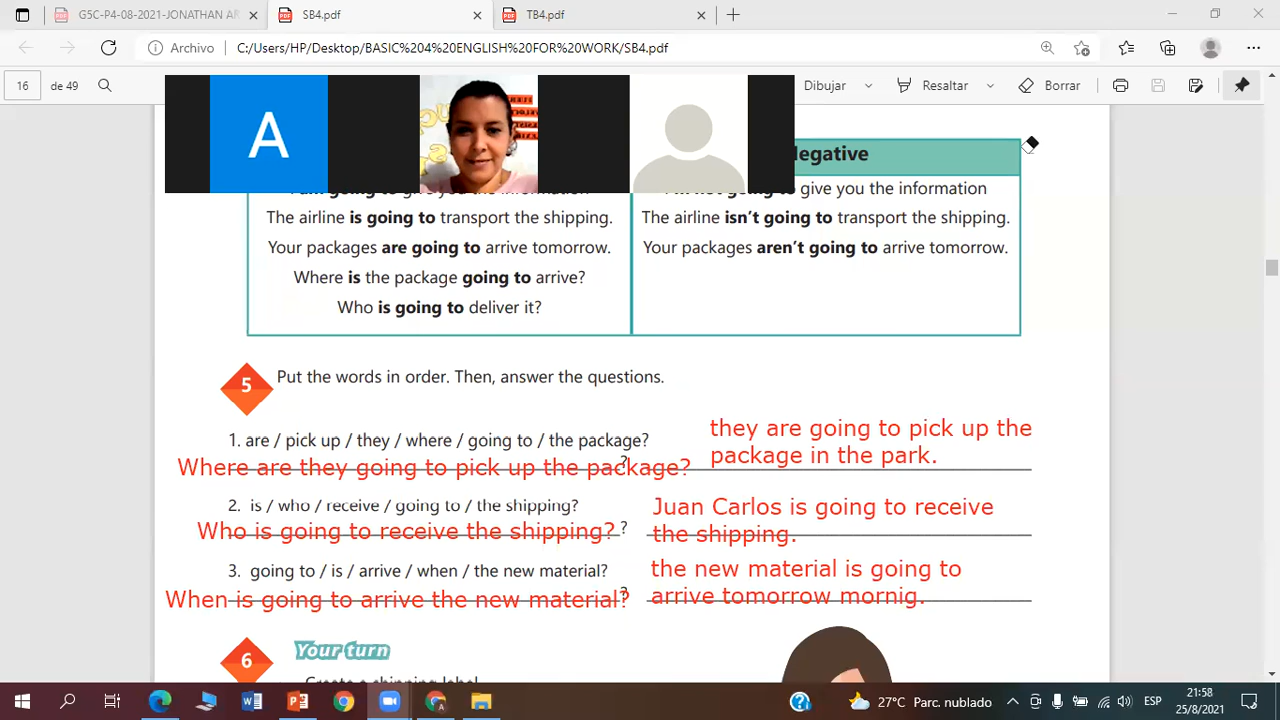 G5C-P4-08-2021-JONATHAN AR
SB4.pdf
TB4.pdf
Archivo
C:/Users/HP/Desktop/BASIC%204%20ENGLISH%20FOR%20WORK/SB4.pdf
16 de 49
Dibujar
Resaltar
Borrar
A
Negative
give you the information
The airline is going to transport the shipping.
The airline isn't going to transport the shipping.
Your packages are going to arrive tomorrow.
Your packages aren't going to arrive tomorrow.
Where is the package going to arrive?
Who is going to deliver it?
5 Put the words in order. Then, answer the questions.
1. are / pick up / they / where / going to / the package?
Where are they going to pick up the package?
?
they are going to pick up the
package in the park.
2. is / who / receive / going to / the shipping?
Who is going to receive the shipping?
?
Juan Carlos is going to receive
the shipping.
3. going to / is / arrive / when / the new material?
When is going to arrive the new material?
?
the new material is going to
arrive tomorrow mornig.
6 Your turn
Create a shipping label
27°C Parc. nublado
ESP
21:58
25/8/2021